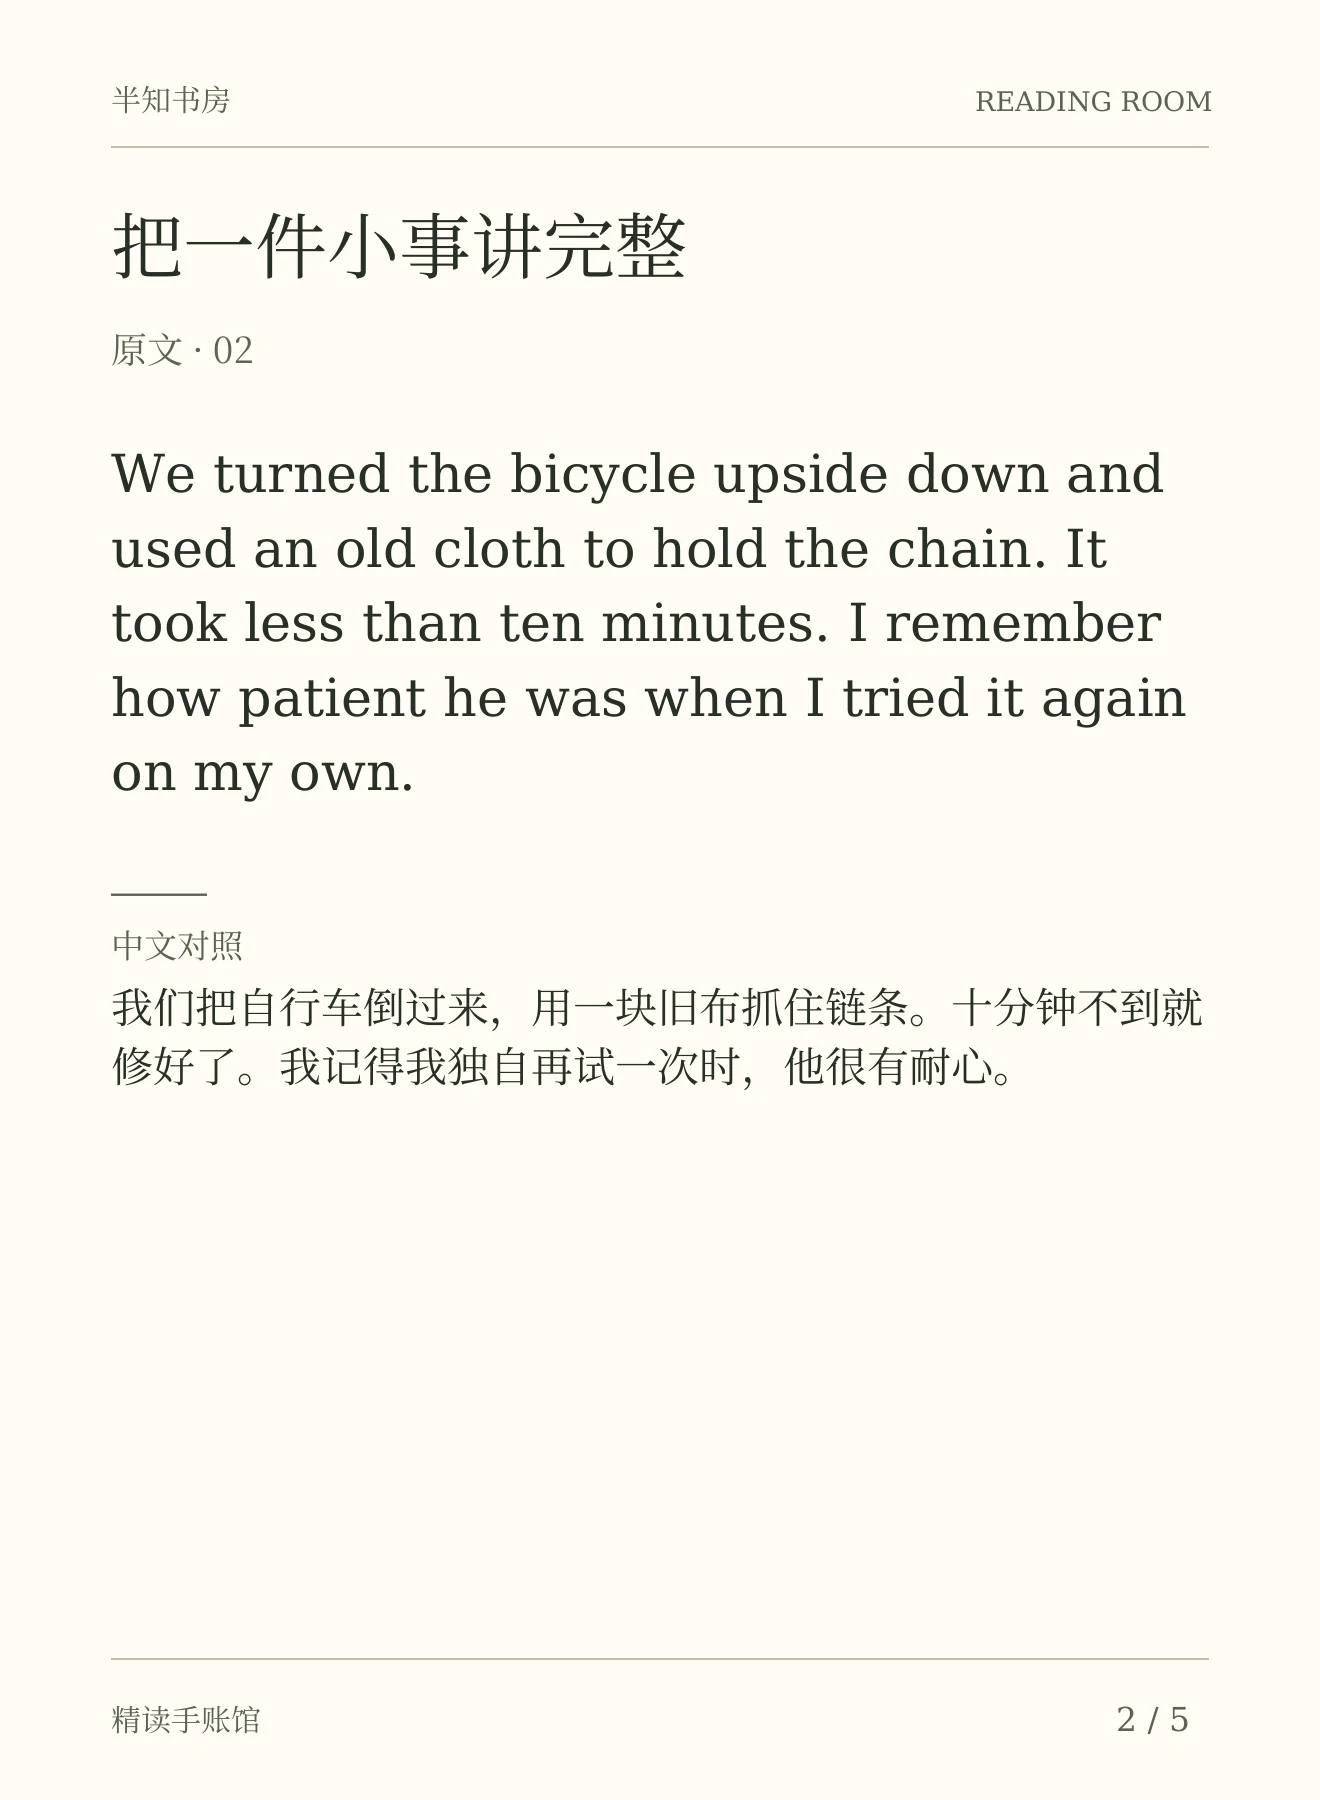 半知书房
READING ROOM
把一件小事讲完整
原文 · 02
We turned the bicycle upside down and
used an old cloth to hold the chain. It
took less than ten minutes. I remember
how patient he was when I tried it again
on my own.
中文对照
我们把自行车倒过来，用一块旧布抓住链条。十分钟不到就
修好了。我记得我独自再试一次时，他很有耐心。
精读手账馆
2 / 5